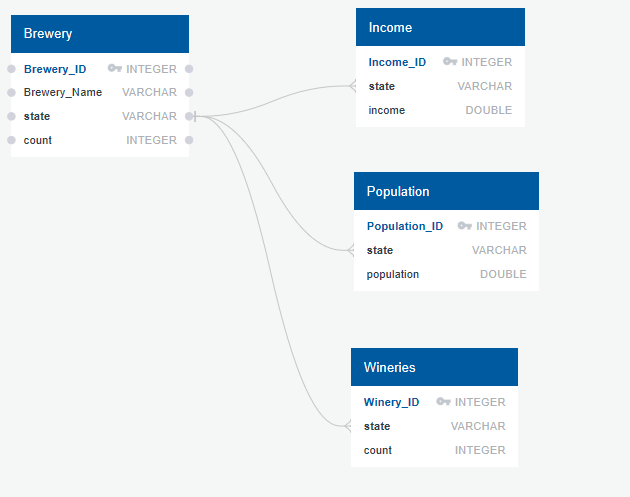 Brewery
Brewery_ID INTEGER
Brewery_Name VARCHAR
state VARCHAR
count INTEGER
Income
Income_ID INTEGER
state VARCHAR
income DOUBLE
Population
Population_ID INTEGER
state VARCHAR
population DOUBLE
Wineries
Winery_ID INTEGER
state VARCHAR
count INTEGER